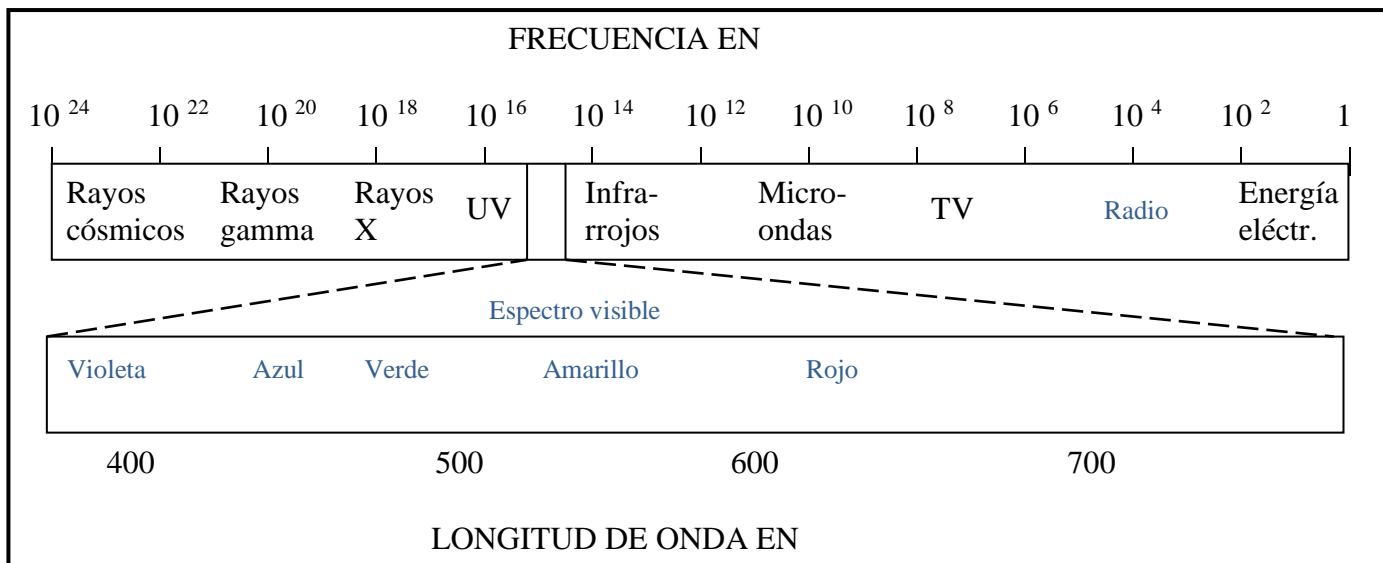 FRECUENCIA EN
10 24 10 22 10 20 10 18 10 16 10 14 10 12 10 10 10 8 10 6 10 4 10 2 1
Rayos cósmicos
Rayos gamma
Rayos X
UV
Infra-
rrojos
Micro-
ondas
TV
Radio
Energía
eléctr.
Espectro visible
Violeta Azul Verde Amarillo Rojo
400 500 600 700
LONGITUD DE ONDA EN